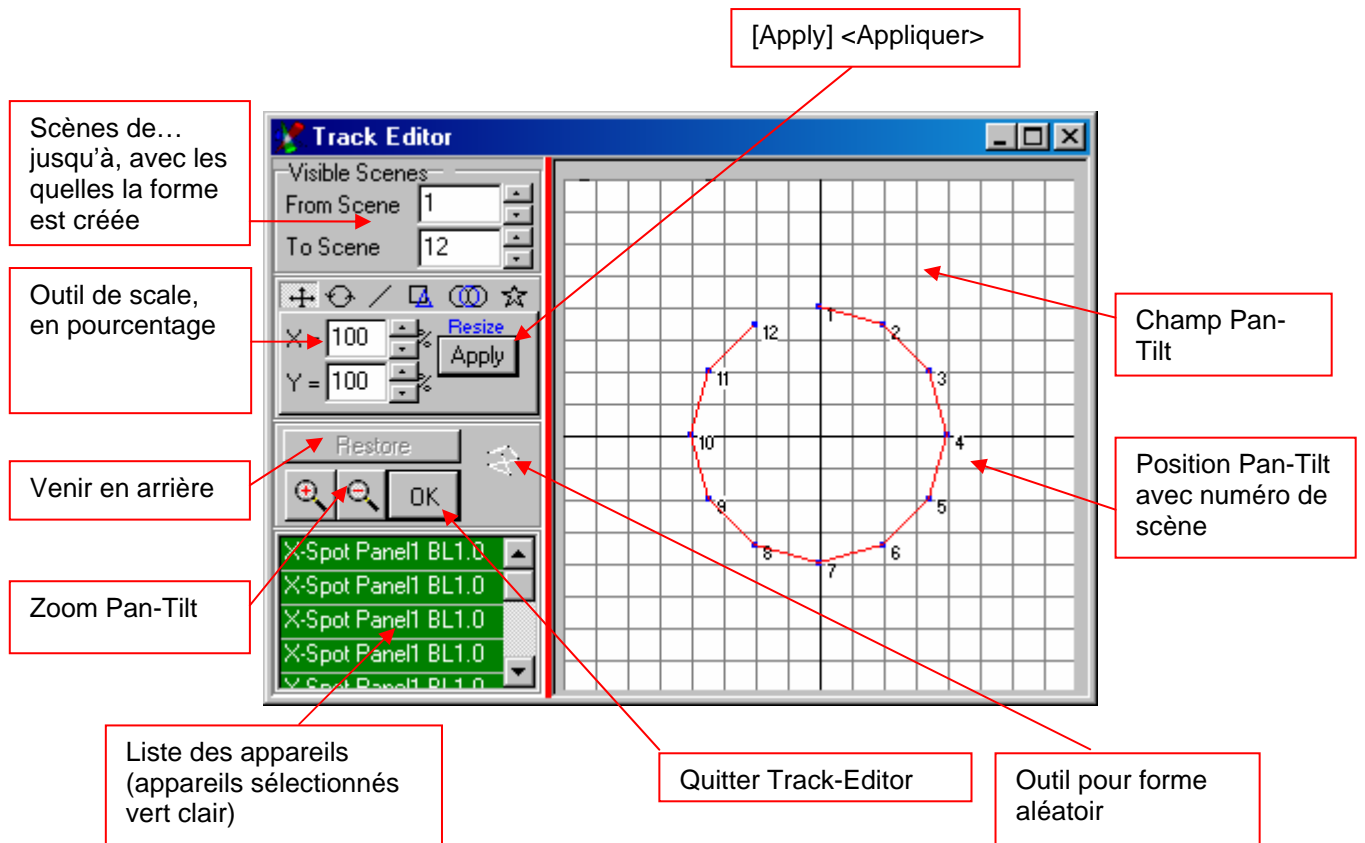 [Apply] <Appliquer>
Scènes de…
jusqu'à, avec les
quelles la forme
est créée
Outil de scale,
en pourcentage
Venir en arrière
Zoom Pan-Tilt
Liste des appareils
(appareils sélectionnés
vert clair)
Track Editor
Visible Scenes
From Scene 1
To Scene 12
Resize
X = 100 %
Apply
Y = 100 %
Restore
OK
X-Spot Panel1 BL1.0
X-Spot Panel1 BL1.0
X-Spot Panel1 BL1.0
X-Spot Panel1 BL1.0
X-Spot Panel1 BL1.0
1
2
3
4
5
6
7
8
9
10
11
12
Champ Pan-
Tilt
Position Pan-Tilt
avec numéro de
scène
Quitter Track-Editor
Outil pour forme
aléatoir